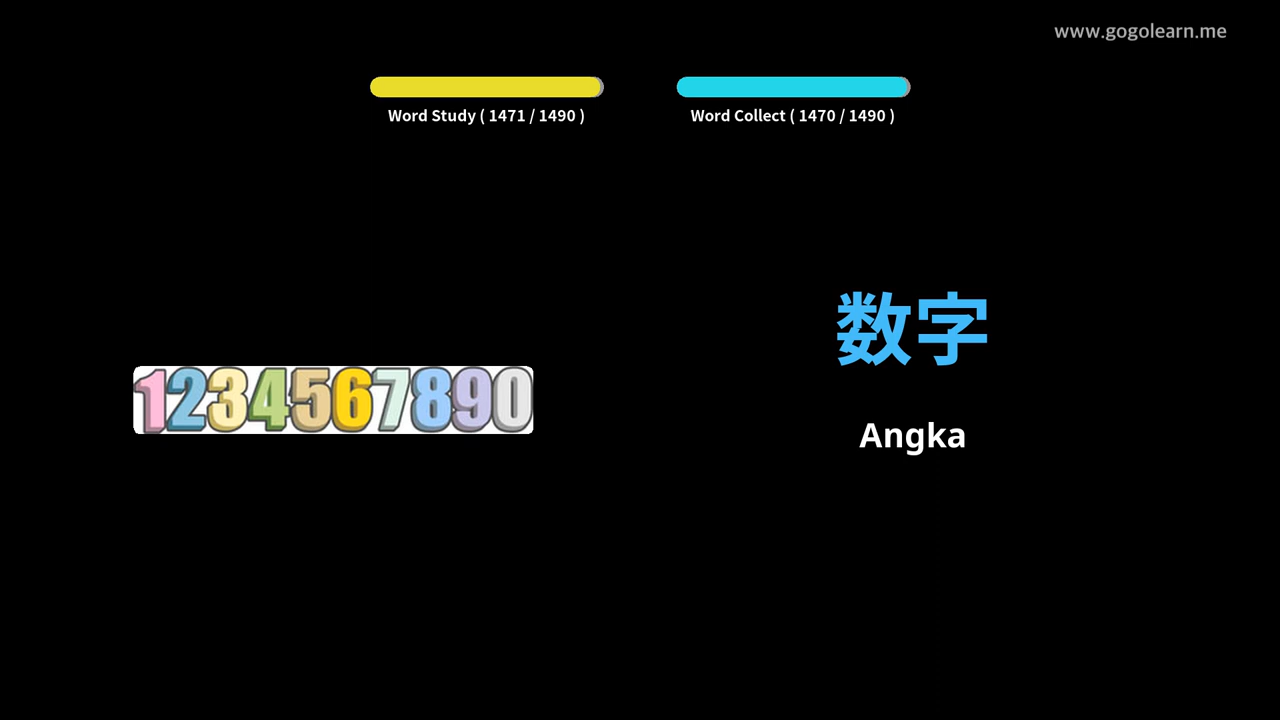 www.gogolearn.me
Word Study ( 1471 / 1490 )
Word Collect ( 1470 / 1490 )
数字
1234567890
Angka